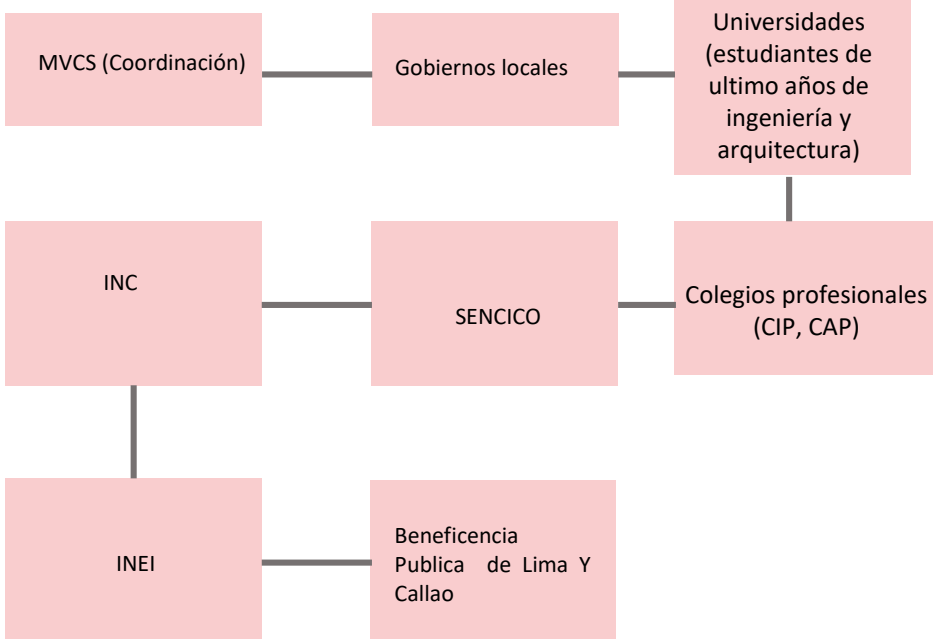 MVCS (Coordinación)
Gobiernos locales
Universidades
(estudiantes de
ultimo años de
ingeniería y
arquitectura)
INC
SENCICO
Colegios profesionales
(CIP, CAP)
INEI
Beneficencia
Publica de Lima Y
Callao